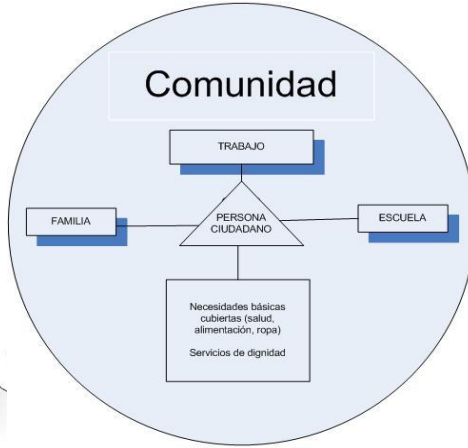 Comunidad
TRABAJO
FAMILIA
PERSONA
CIUDADANO
ESCUELA
Necesidades básicas
cubiertas (salud,
alimentación, ropa)
Servicios de dignidad